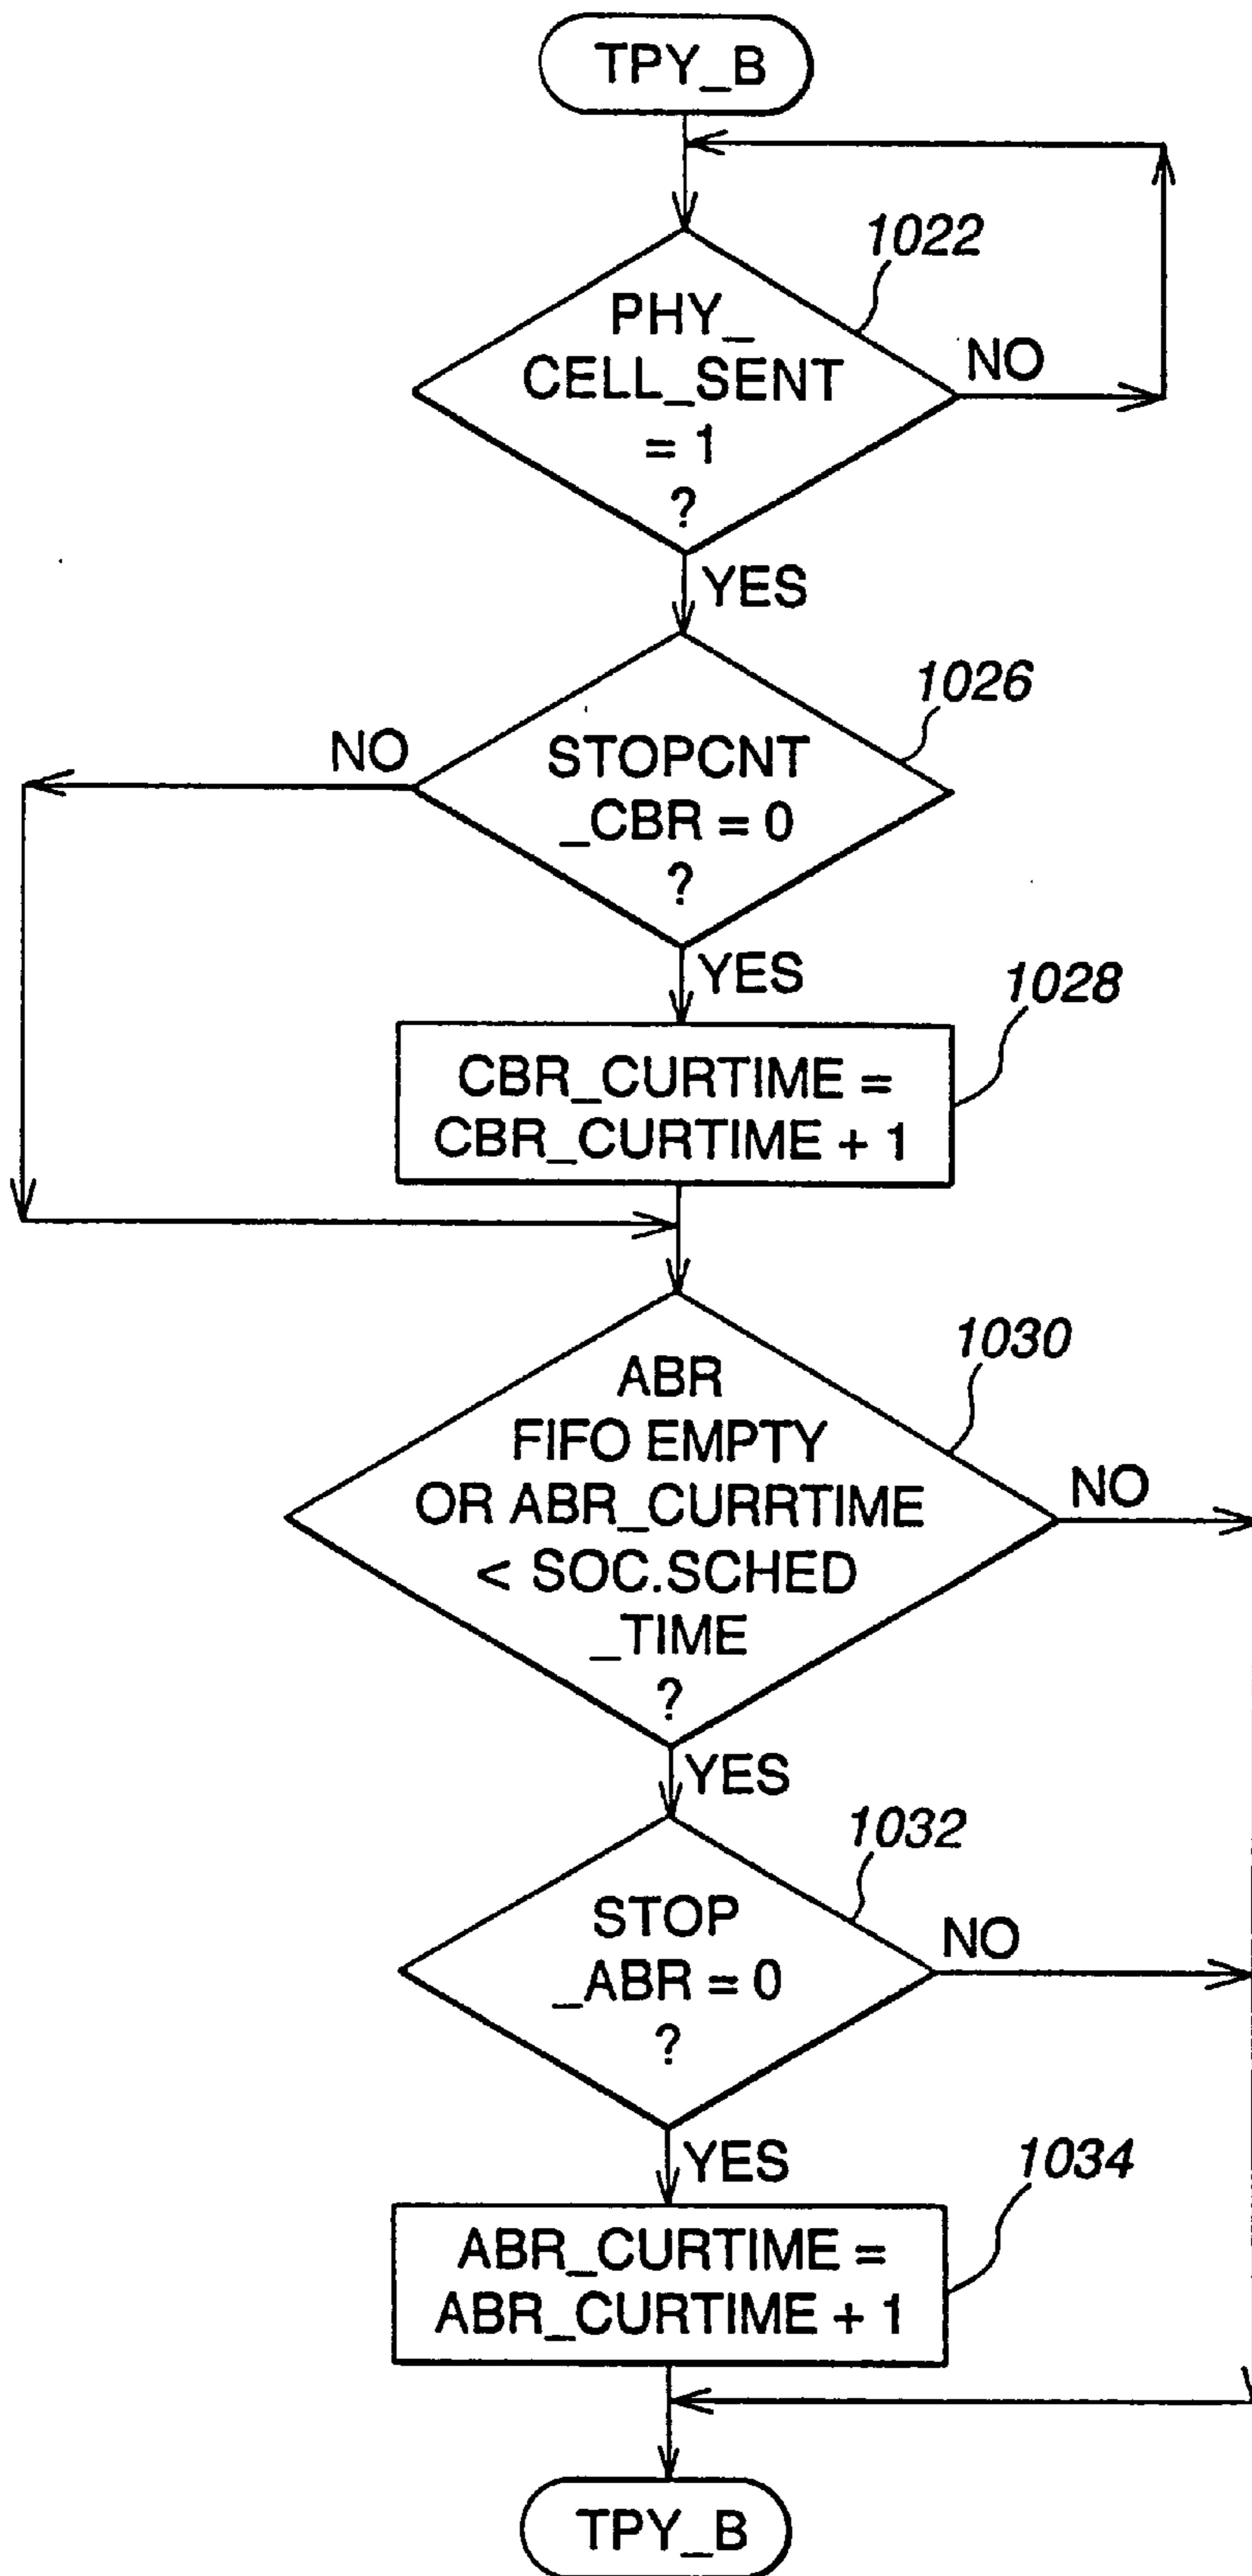 TPY_B
1022
PHY_
CELL_SENT
= 1
?
NO
YES
1026
NO
STOPCNT
_CBR = 0
?
YES
1028
CBR_CURTIME =
CBR_CURTIME + 1
1030
ABR
FIFO EMPTY
OR ABR_CURRTIME
< SOC.SCHED
_TIME
?
NO
YES
1032
STOP
_ABR = 0
?
NO
YES
1034
ABR_CURTIME =
ABR_CURTIME + 1
TPY_B